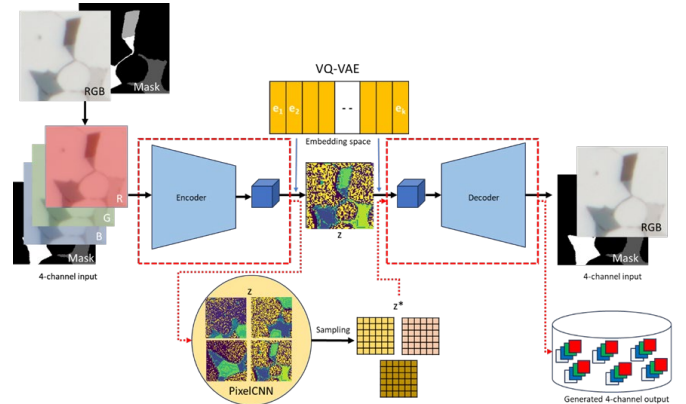 RGB
Mask
R
G
B
Mask
4-channel input
Encoder
VQ-VAE
e1 e2 - - ek
Embedding space
z
Decoder
RGB
Mask
4-channel input
z
PixelCNN
Sampling
z*
Generated 4-channel output